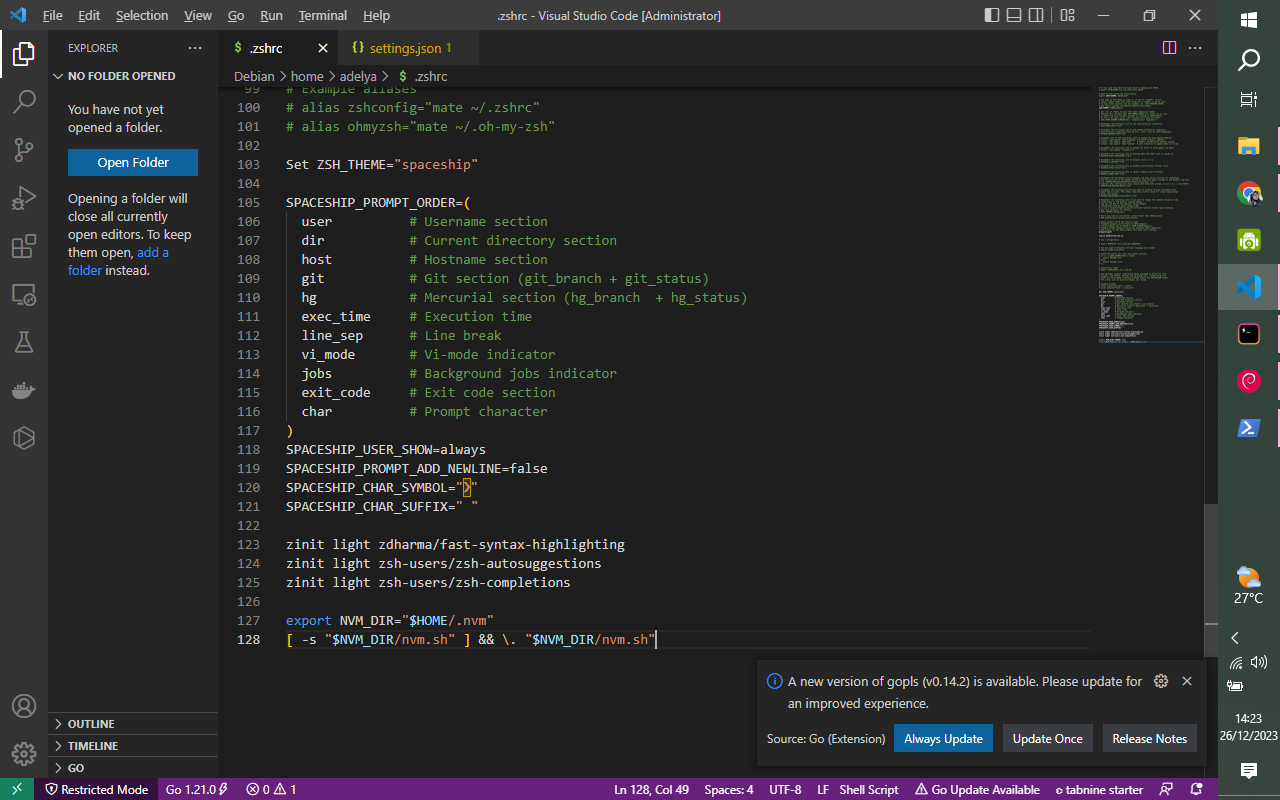 File Edit Selection View Go Run Terminal Help .zshrc - Visual Studio Code [Administrator]
EXPLORER
NO FOLDER OPENED
You have not yet
opened a folder.
Open Folder
Opening a folder will
close all currently
open editors. To keep
them open, add a
folder instead.
OUTLINE
TIMELINE
GO
$ .zshrc
{} settings.json 1
Debian > home > adelya > $ .zshrc
99 # Example aliases
100 # alias zshconfig="mate ~/.zshrc"
101 # alias ohmyzsh="mate ~/.oh-my-zsh"
102
103 Set ZSH_THEME="spaceship"
104
105 SPACESHIP_PROMPT_ORDER=(
106 user # Username section
107 dir # Current directory section
108 host # Hostname section
109 git # Git section (git_branch + git_status)
110 hg # Mercurial section (hg_branch  + hg_status)
111 exec_time # Execution time
112 line_sep # Line break
113 vi_mode # Vi-mode indicator
114 jobs # Background jobs indicator
115 exit_code # Exit code section
116 char # Prompt character
117 )
118 SPACESHIP_USER_SHOW=always
119 SPACESHIP_PROMPT_ADD_NEWLINE=false
120 SPACESHIP_CHAR_SYMBOL="❯"
121 SPACESHIP_CHAR_SUFFIX=" "
122
123 zinit light zdharma/fast-syntax-highlighting
124 zinit light zsh-users/zsh-autosuggestions
125 zinit light zsh-users/zsh-completions
126
127 export NVM_DIR="$HOME/.nvm"
128 [ -s "$NVM_DIR/nvm.sh" ] && \. "$NVM_DIR/nvm.sh"
A new version of gopls (v0.14.2) is available. Please update for
an improved experience.
Source: Go (Extension) Always Update Update Once Release Notes
Restricted Mode Go 1.21.0 0 1 Ln 128, Col 49 Spaces: 4 UTF-8 LF Shell Script Go Update Available tabnine starter
27°C
14:23
26/12/2023